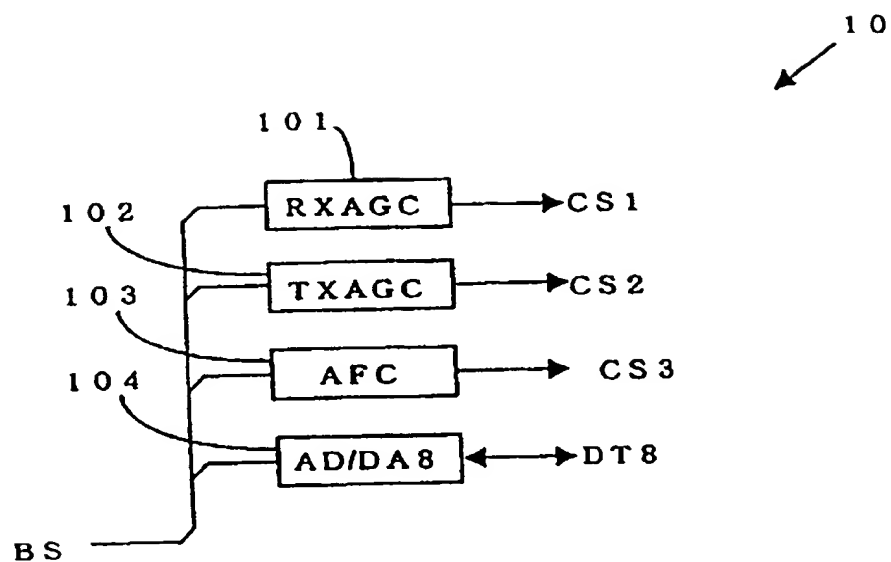 10
101
RXAGC CS1
102
TXAGC CS2
103
AFC CS3
104
AD/DA8 DT8
BS